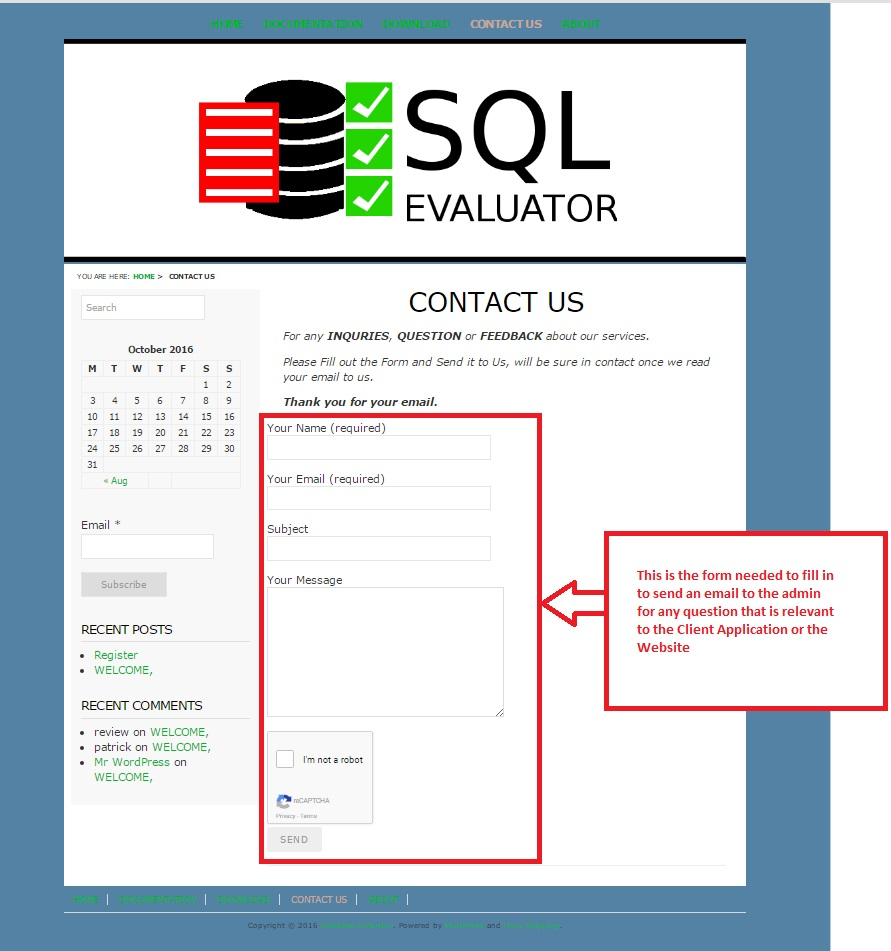 HOME DOCUMENTATION DOWNLOAD CONTACT US ABOUT
SQL
EVALUATOR
YOU ARE HERE: HOME > CONTACT US
Search
October 2016
M T W T F S S
1 2
3 4 5 6 7 8 9
10 11 12 13 14 15 16
17 18 19 20 21 22 23
24 25 26 27 28 29 30
31
« Aug
Email *
Subscribe
RECENT POSTS
Register
WELCOME,
RECENT COMMENTS
review on WELCOME,
patrick on WELCOME,
Mr WordPress on
WELCOME,
CONTACT US
For any INQURIES, QUESTION or FEEDBACK about our services.
Please Fill out the Form and Send it to Us, will be sure in contact once we read
your email to us.
Thank you for your email.
Your Name (required)
Your Email (required)
Subject
Your Message
I'm not a robot
reCAPTCHA
Privacy - Terms
SEND
This is the form needed to fill in
to send an email to the admin
for any question that is relevant
to the Client Application or the
Website
HOME DOCUMENTATION DOWNLOAD CONTACT US ABOUT
Copyright © 2016 . Powered by and .